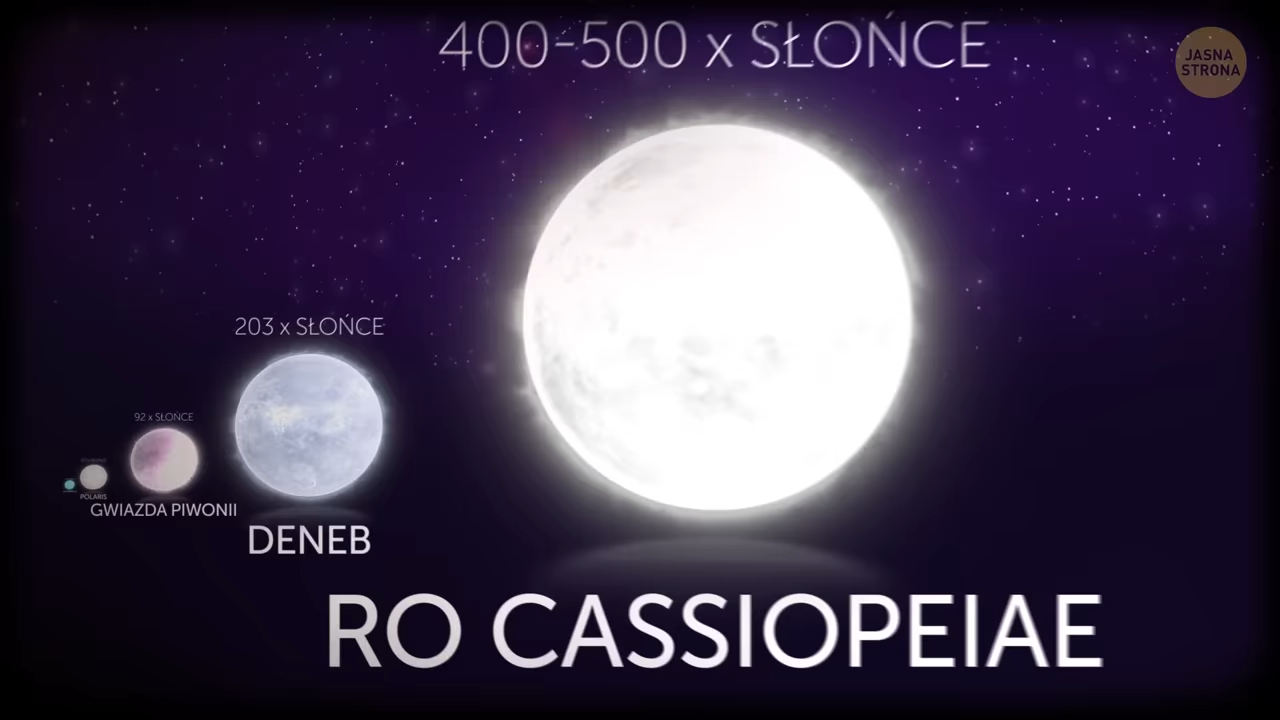 400-500 x SŁOŃCE
JASNA
STRONA
203 x SŁOŃCE
92 x SŁOŃCE
POLARIS
GWIAZDA PIWONII
DENEB
RO CASSIOPEIAE